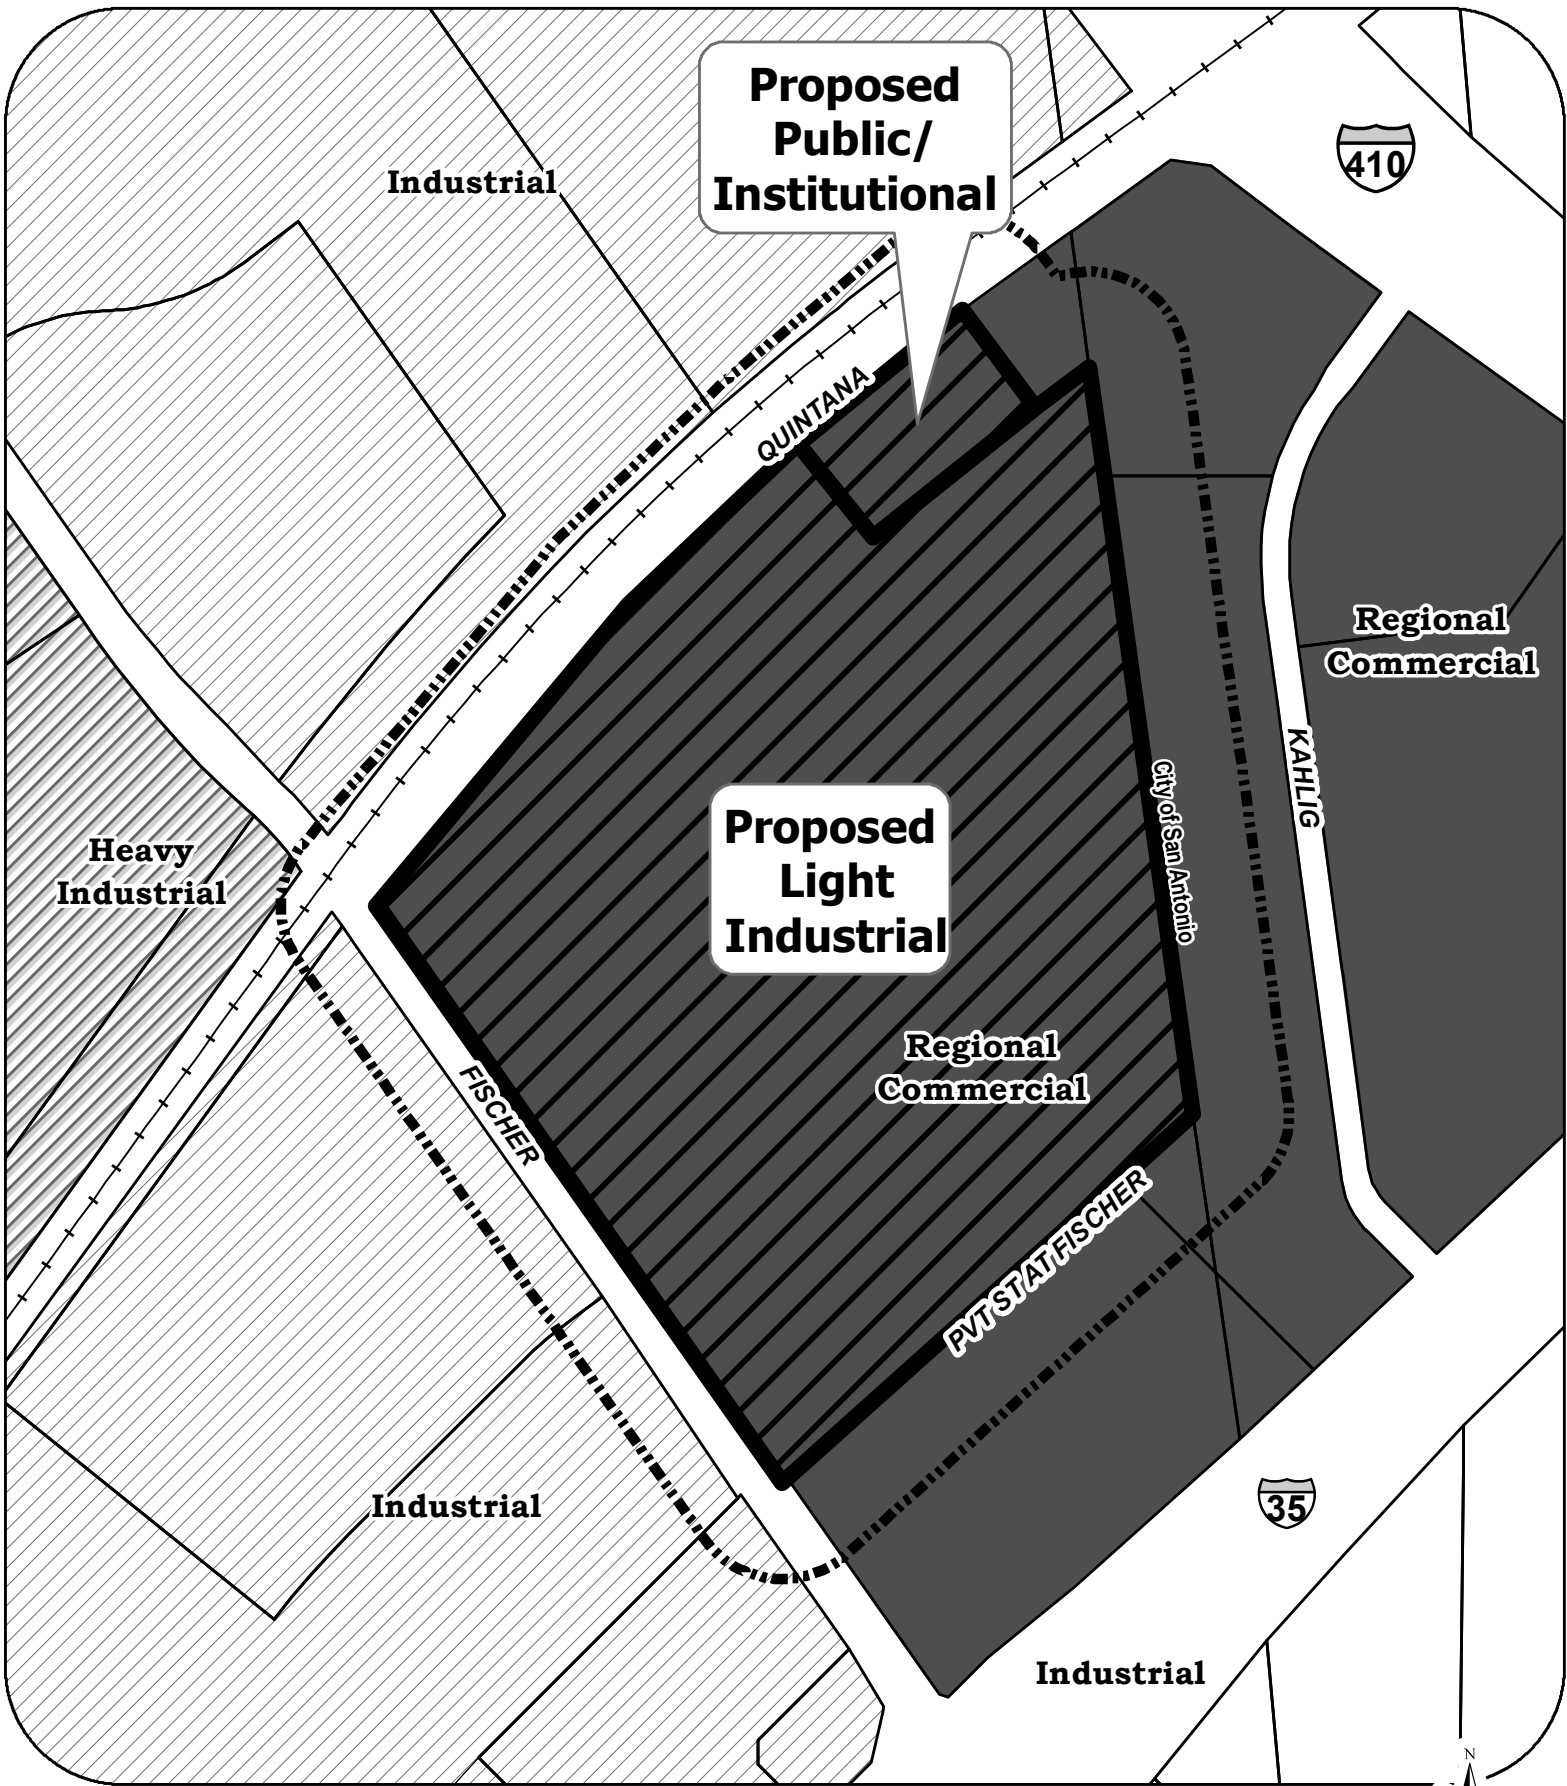 Proposed
Public/
Institutional
410
Industrial
QUINTANA
Regional
Commercial
KAHLIG
City of San Antonio
Proposed
Light
Industrial
Heavy
Industrial
Regional
Commercial
FISCHER
PVT ST AT FISCHER
Industrial
35
Industrial
N